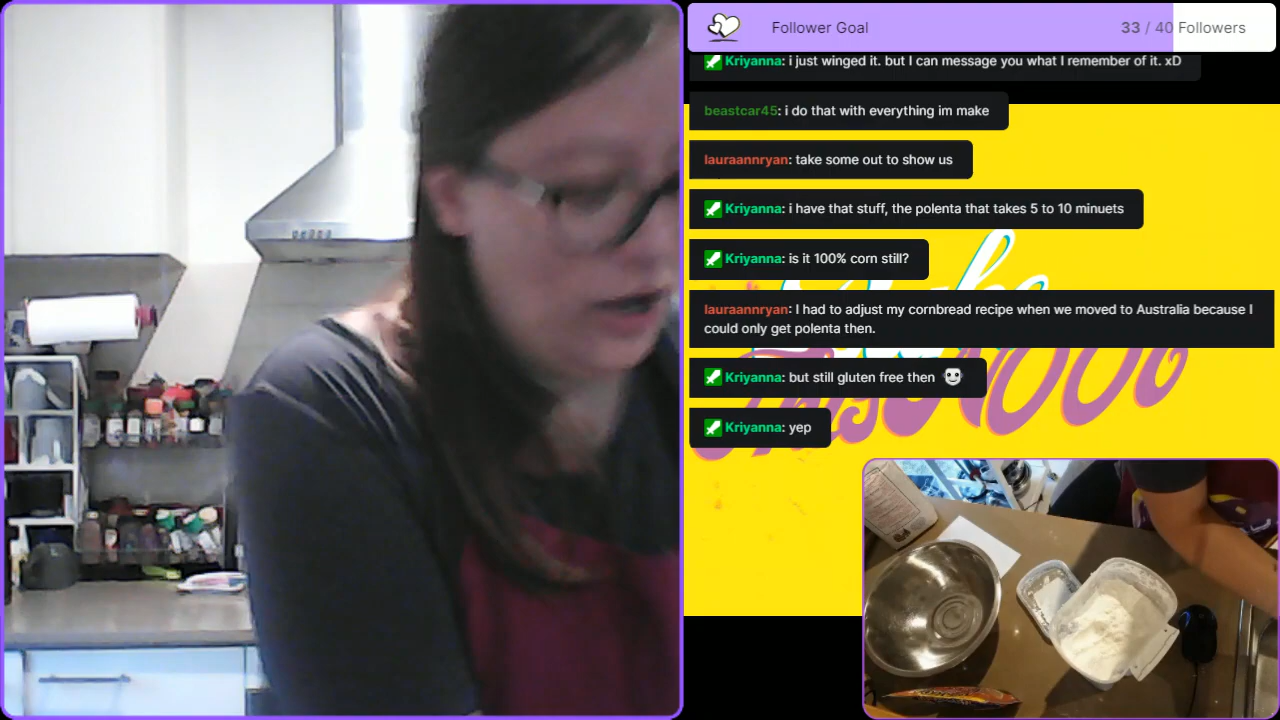 Follower Goal
33 / 40 Followers
Kriyanna: i just winged it. but I can message you what I remember of it. xD
beastcar45: i do that with everything im make
lauraannryan: take some out to show us
Kriyanna: i have that stuff, the polenta that takes 5 to 10 minuets
Kriyanna: is it 100% corn still?
lauraannryan: I had to adjust my cornbread recipe when we moved to Australia because I
could only get polenta then.
Kriyanna: but still gluten free then
Kriyanna: yep